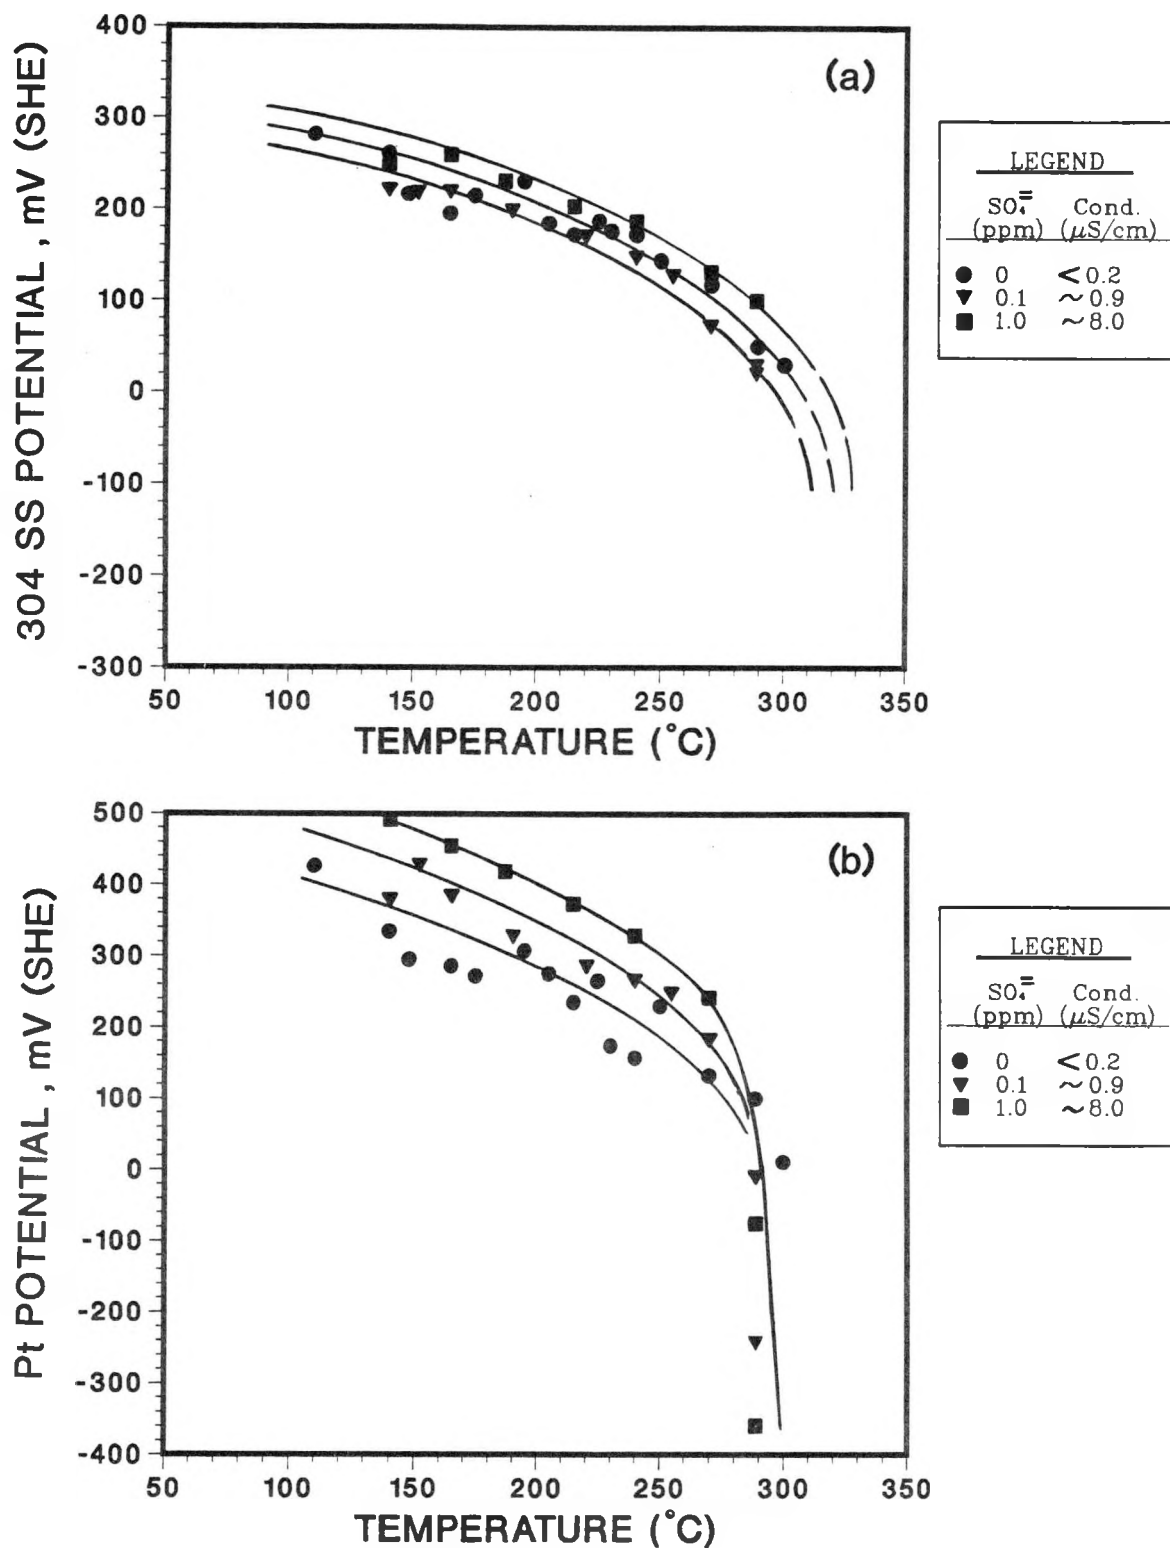 400
300
200
100
0
-100
-200
-300
304 SS POTENTIAL, mV (SHE)
(a)
50 100 150 200 250 300 350
TEMPERATURE (°C)
LEGEND
SO₄⁼ Cond.
(ppm) (μS/cm)
● 0 <0.2
▼ 0.1 ~0.9
■ 1.0 ~8.0
500
400
300
200
100
0
-100
-200
-300
-400
Pt POTENTIAL, mV (SHE)
(b)
50 100 150 200 250 300 350
TEMPERATURE (°C)
LEGEND
SO₄⁼ Cond.
(ppm) (μS/cm)
● 0 <0.2
▼ 0.1 ~0.9
■ 1.0 ~8.0